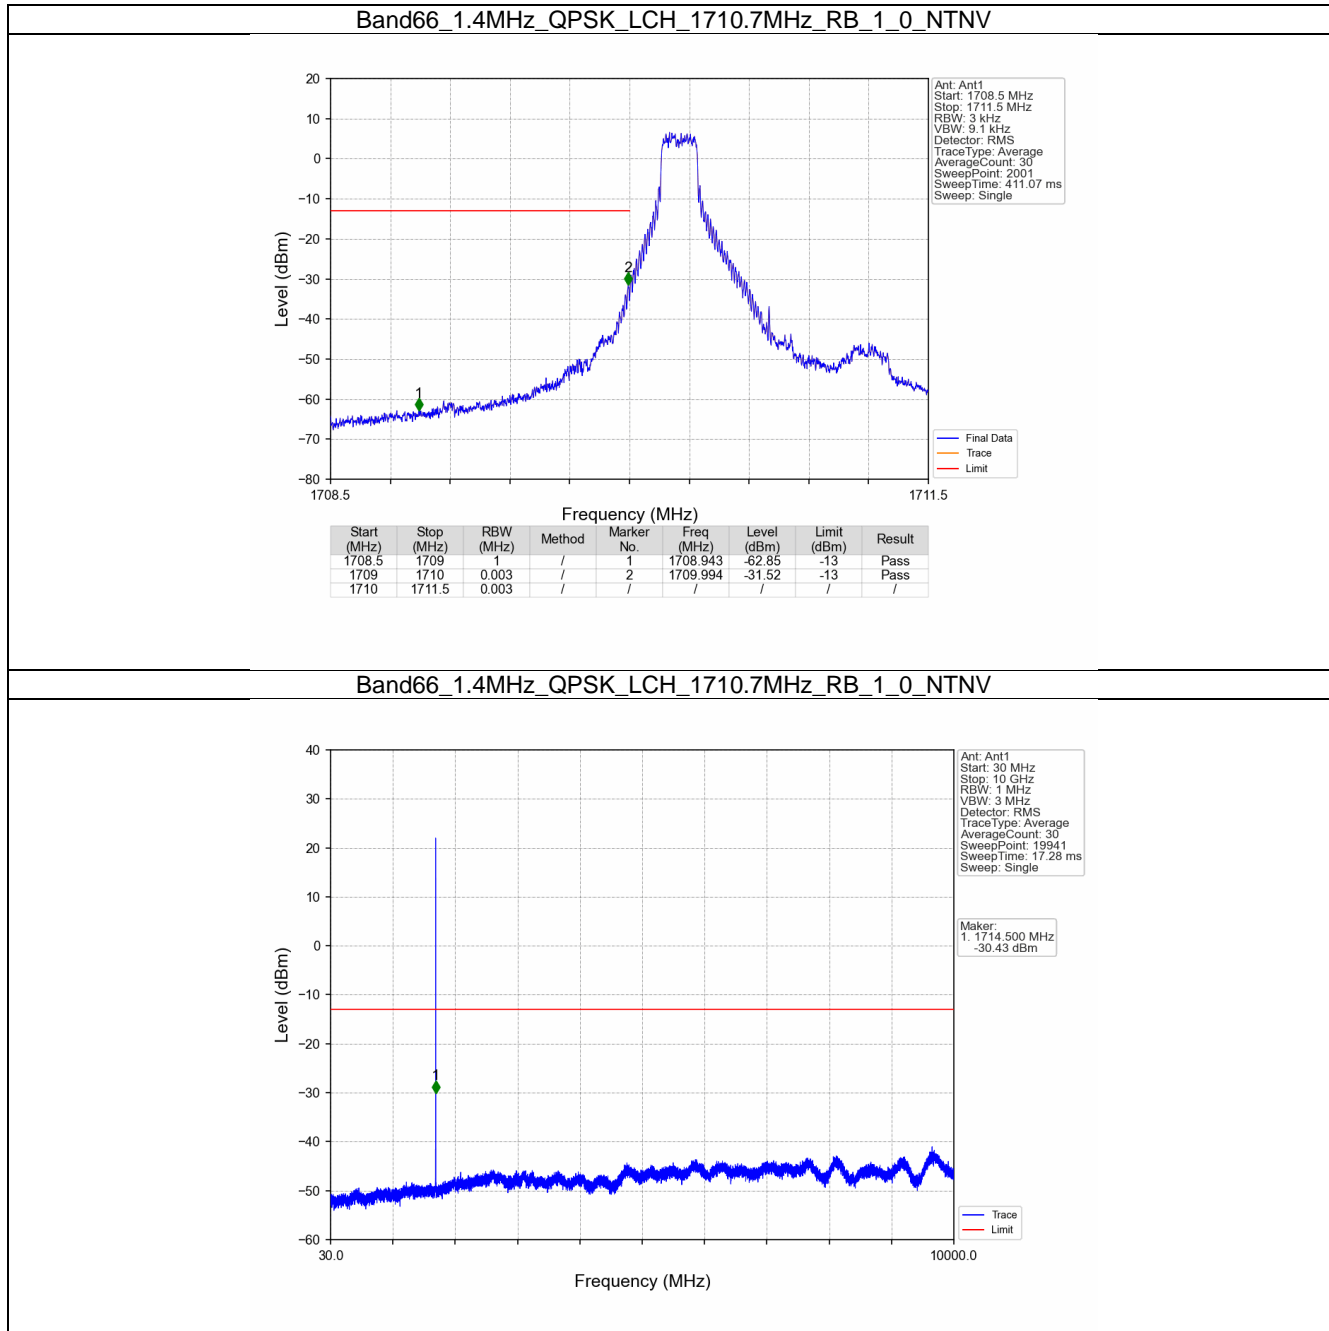 Band66_1.4MHz_QPSK_LCH_1710.7MHz_RB_1_0_NTNV
20
10
0
−10
−20
−30
−40
−50
−60
−70
−80
Level (dBm)
1
2
1708.5
1711.5
Frequency (MHz)
Ant: Ant1
Start: 1708.5 MHz
Stop: 1711.5 MHz
RBW: 3 kHz
VBW: 9.1 kHz
Detector: RMS
TraceType: Average
AverageCount: 30
SweepPoint: 2001
SweepTime: 411.07 ms
Sweep: Single
Final Data
Trace
Limit
Start (MHz) Stop (MHz) RBW (MHz) Method Marker No. Freq (MHz) Level (dBm) Limit (dBm) Result
1708.5 1709 1 / 1 1708.943 -62.85 -13 Pass
1709 1710 0.003 / 2 1709.994 -31.52 -13 Pass
1710 1711.5 0.003 / / / / / /
Band66_1.4MHz_QPSK_LCH_1710.7MHz_RB_1_0_NTNV
40
30
20
10
0
−10
−20
−30
−40
−50
−60
Level (dBm)
1
30.0
10000.0
Frequency (MHz)
Ant: Ant1
Start: 30 MHz
Stop: 10 GHz
RBW: 1 MHz
VBW: 3 MHz
Detector: RMS
TraceType: Average
AverageCount: 30
SweepPoint: 19941
SweepTime: 17.28 ms
Sweep: Single
Maker:
1. 1714.500 MHz
-30.43 dBm
Trace
Limit